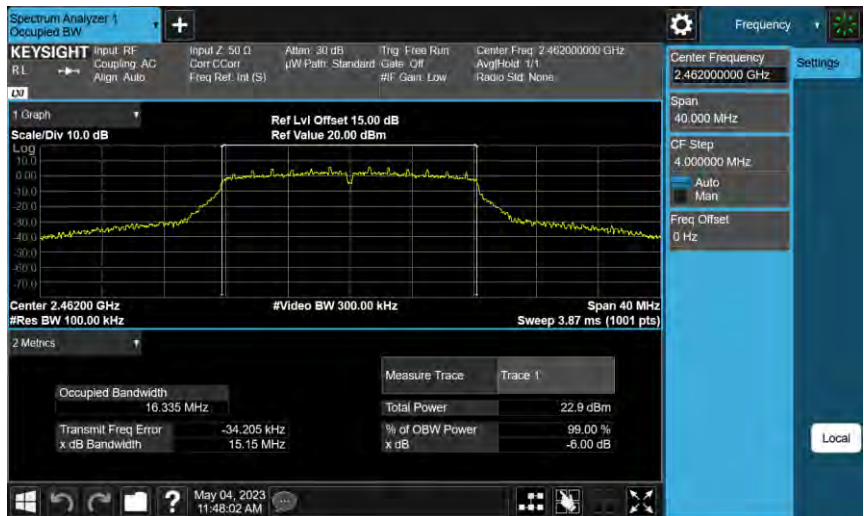 Spectrum Analyzer 1
Occupied BW
+
Frequency
KEYSIGHT
RL
LXI
Input: RF
Coupling: AC
Align: Auto
Input Z: 50 Ω
Corr CCorr
Freq Ref: Int (S)
Atten: 30 dB
µW Path: Standard
Trig: Free Run
Gate: Off
#IF Gain: Low
Center Freq: 2.462000000 GHz
Avg|Hold: 1/1
Radio Std: None
Center Frequency
2.462000000 GHz
Settings
Span
40.000 MHz
CF Step
4.000000 MHz
Auto
Man
Freq Offset
0 Hz
Local
1 Graph
Scale/Div 10.0 dB
Ref Lvl Offset 15.00 dB
Ref Value 20.00 dBm
Log
10.0
0.00
-10.0
-20.0
-30.0
-40.0
-50.0
-60.0
-70.0
Center 2.46200 GHz
#Video BW 300.00 kHz
Span 40 MHz
#Res BW 100.00 kHz
Sweep 3.87 ms (1001 pts)
2 Metrics
Measure Trace
Trace 1
Occupied Bandwidth
16.335 MHz
Total Power
22.9 dBm
Transmit Freq Error
-34.205 kHz
% of OBW Power
99.00 %
x dB Bandwidth
15.15 MHz
x dB
-6.00 dB
?
May 04, 2023
11:48:02 AM